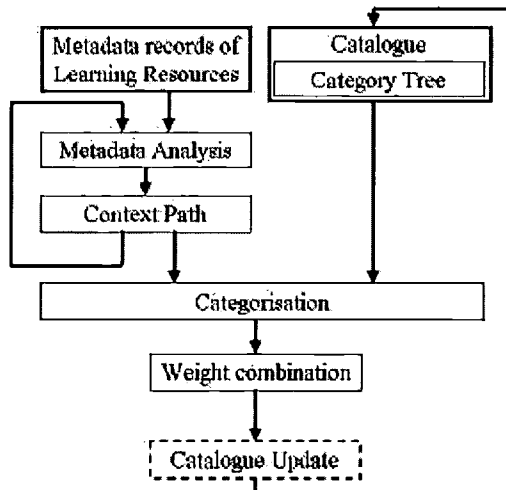 Metadata records of
Learning Resources
Catalogue
Category Tree
Metadata Analysis
Context Path
Categorisation
Weight combination
Catalogue Update